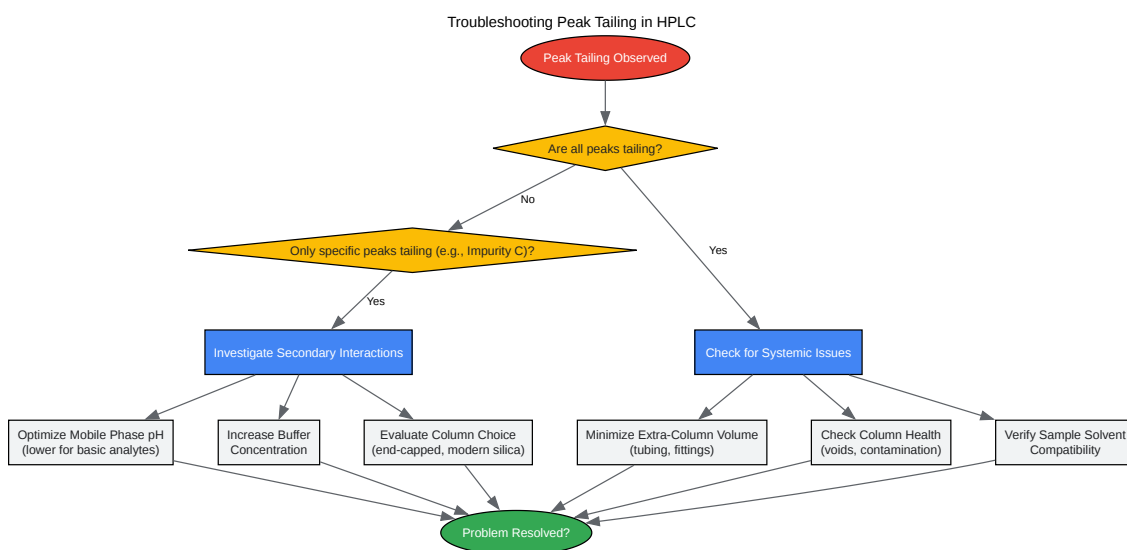 Troubleshooting Peak Tailing in HPLC
Peak Tailing Observed
Are all peaks tailing?
No
Only specific peaks tailing (e.g., Impurity C)?
Yes
Yes
Investigate Secondary Interactions
Check for Systemic Issues
Optimize Mobile Phase pH
(lower for basic analytes)
Increase Buffer
Concentration
Evaluate Column Choice
(end-capped, modern silica)
Minimize Extra-Column Volume
(tubing, fittings)
Check Column Health
(voids, contamination)
Verify Sample Solvent
Compatibility
Problem Resolved?